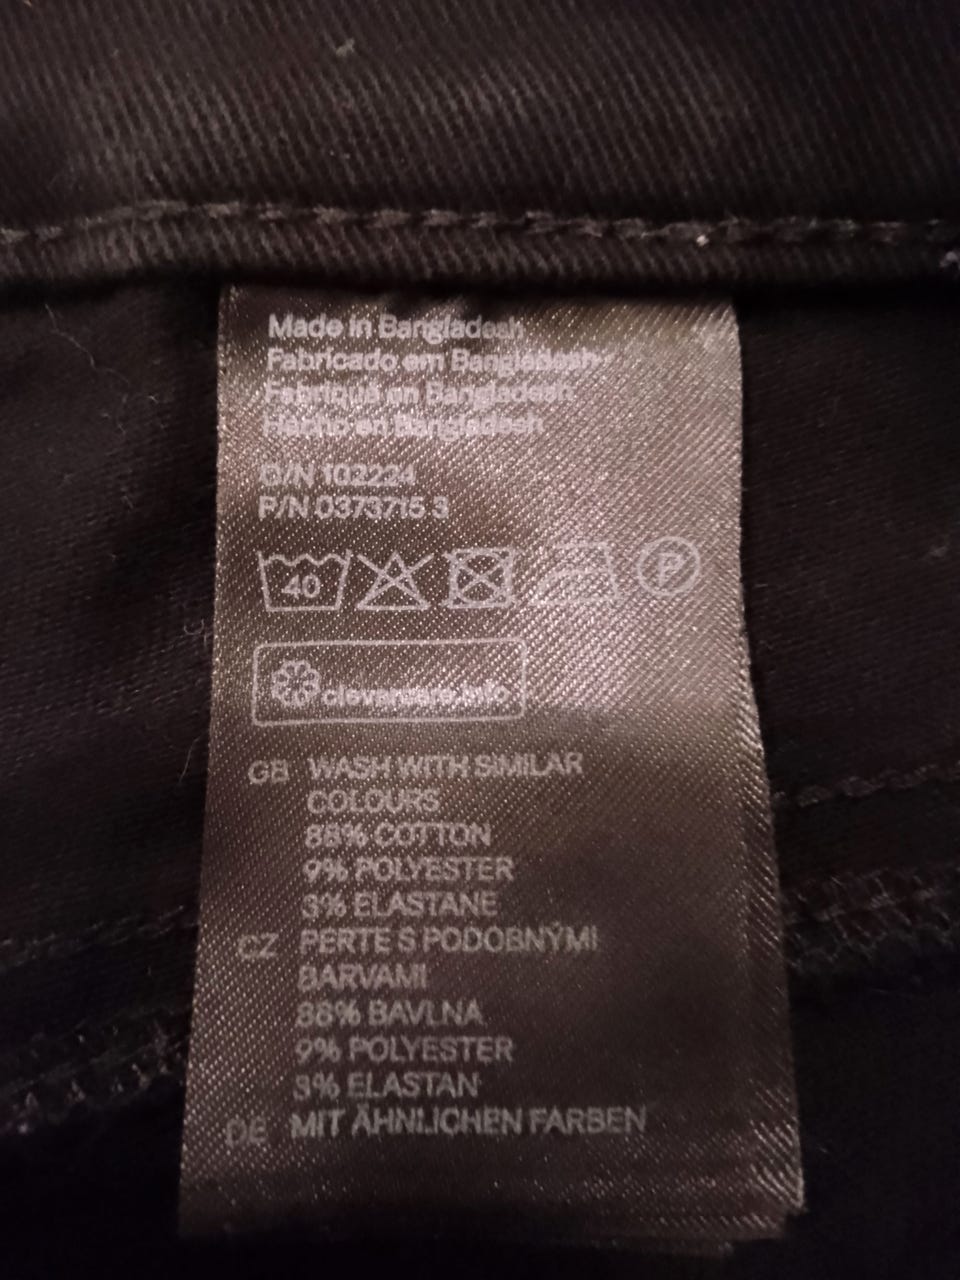 Made in Bangladesh
Fabricado em Bangladesh
Fabriqué en Bangladesh
Hecho en Bangladesh
O/N 102224
P/N 0373715 3
40
P
clevercare.info
GB WASH WITH SIMILAR
COLOURS
88% COTTON
9% POLYESTER
3% ELASTANE
CZ PERTE S PODOBNÝMI
BARVAMI
88% BAVLNA
9% POLYESTER
3% ELASTAN
DE MIT ÄHNLICHEN FARBEN